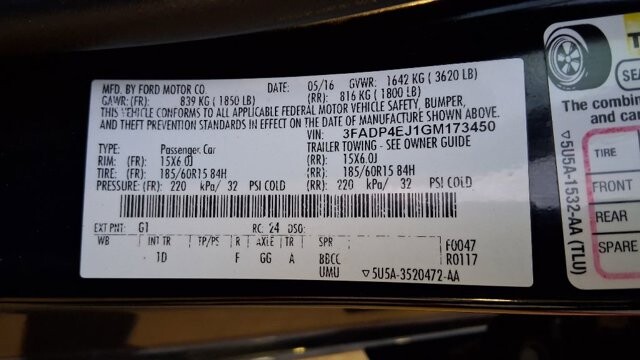 MFD. BY FORD MOTOR CO. DATE: 05/16 GVWR: 1642 KG ( 3620 LB)
GAWR: (FR): 839 KG ( 1850 LB) (RR): 816 KG ( 1800 LB)
THIS VEHICLE CONFORMS TO ALL APPLICABLE FEDERAL MOTOR VEHICLE SAFETY, BUMPER,
AND THEFT PREVENTION STANDARDS IN EFFECT ON THE DATE OF MANUFACTURE SHOWN ABOVE.
VIN: 3FADP4EJ1GM173450
TYPE: Passenger Car TRAILER TOWING - SEE OWNER GUIDE
RIM: (FR) 15X6.0J (RR): 15X6.0J
TIRE: (FR): 185/60R15 84H (RR): 185/60R15 84H
PRESSURE: (FR): 220 kPa/ 32 PSI COLD (RR): 220 kPa/ 32 PSI COLD
EXT PNT: G1 RC: 24 DSO:
WB INT TR TP/PS R AXLE TR SPR F0047
1D F GG A BBCC R0117
UMU ▽5U5A-3520472-AA
SEA
The combin
and ca
TIRE
FRONT
REAR
SPARE
▽5U5A-1532-AA (TLU)